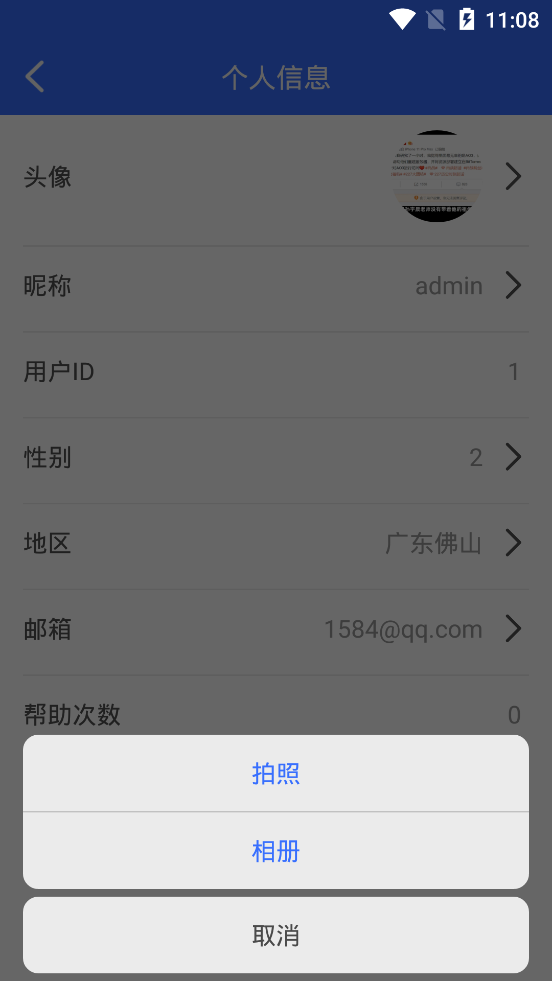 11:08
个人信息
头像
昵称 admin
用户ID 1
性别 2
地区 广东佛山
邮箱 1584@qq.com
帮助次数 0
拍照
相册
取消